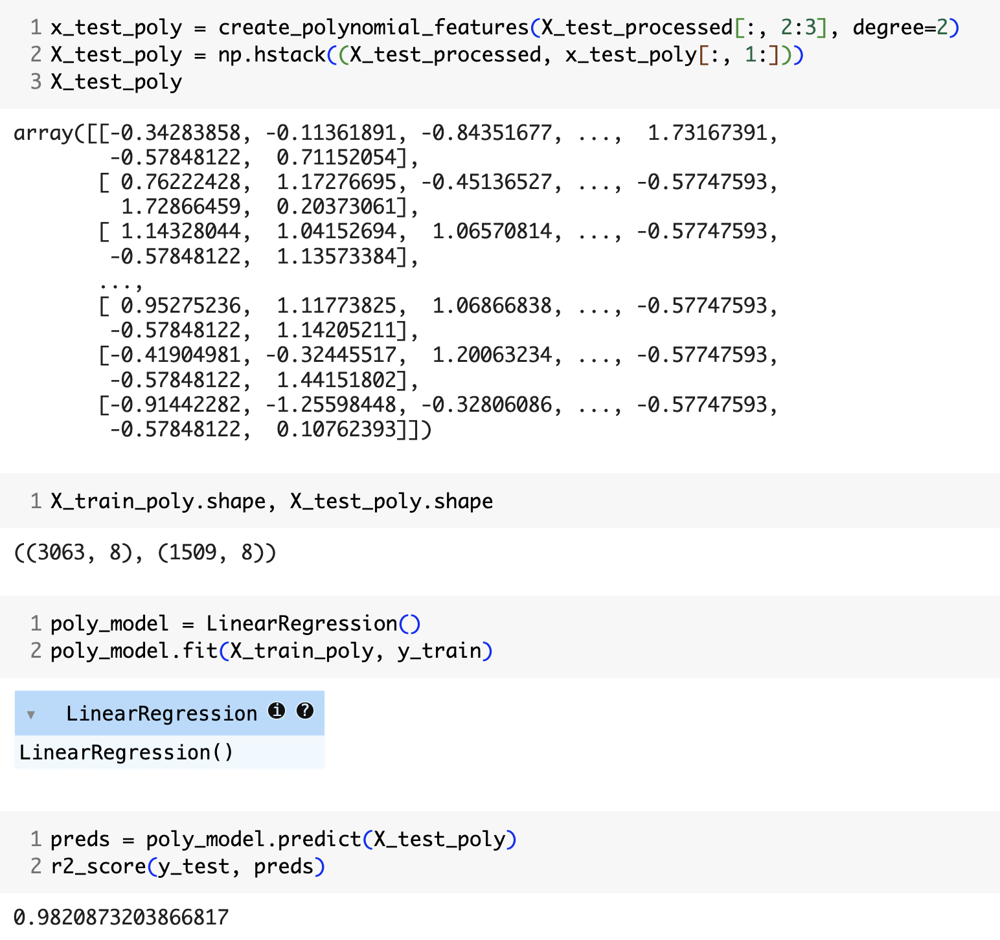 1 x_test_poly = create_polynomial_features(X_test_processed[:, 2:3], degree=2)
2 X_test_poly = np.hstack((X_test_processed, x_test_poly[:, 1:]))
3 X_test_poly
array([[-0.34283858, -0.11361891, -0.84351677, ...,  1.73167391,
        -0.57848122,  0.71152054],
       [ 0.76222428,  1.17276695, -0.45136527, ..., -0.57747593,
         1.72866459,  0.20373061],
       [ 1.14328044,  1.04152694,  1.06570814, ..., -0.57747593,
        -0.57848122,  1.13573384],
       ...,
       [ 0.95275236,  1.11773825,  1.06866838, ..., -0.57747593,
        -0.57848122,  1.14205211],
       [-0.41904981, -0.32445517,  1.20063234, ..., -0.57747593,
        -0.57848122,  1.44151802],
       [-0.91442282, -1.25598448, -0.32806086, ..., -0.57747593,
        -0.57848122,  0.10762393]])
1 X_train_poly.shape, X_test_poly.shape
((3063, 8), (1509, 8))
1 poly_model = LinearRegression()
2 poly_model.fit(X_train_poly, y_train)
▾ LinearRegression i ?
LinearRegression()
1 preds = poly_model.predict(X_test_poly)
2 r2_score(y_test, preds)
0.9820873203866817